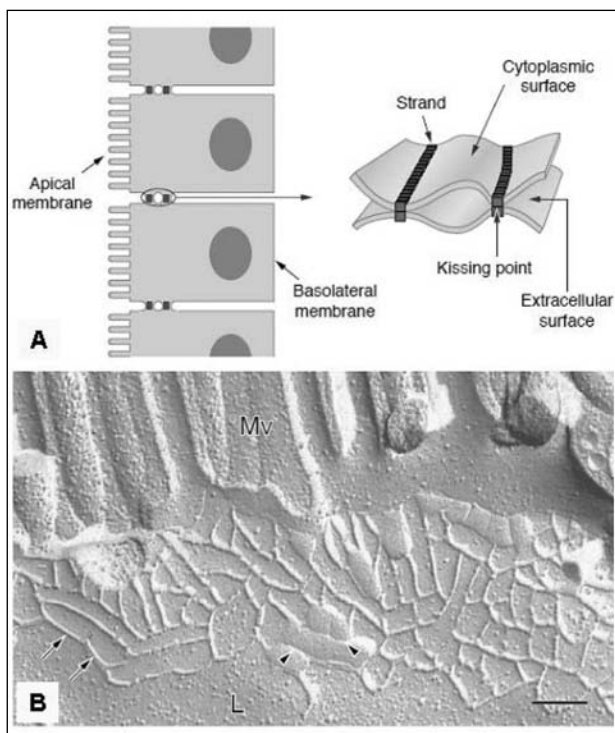 Cytoplasmic
surface
Strand
Apical
membrane
Kissing point
Basolateral
membrane
Extracellular
surface
A
Mv
L
B